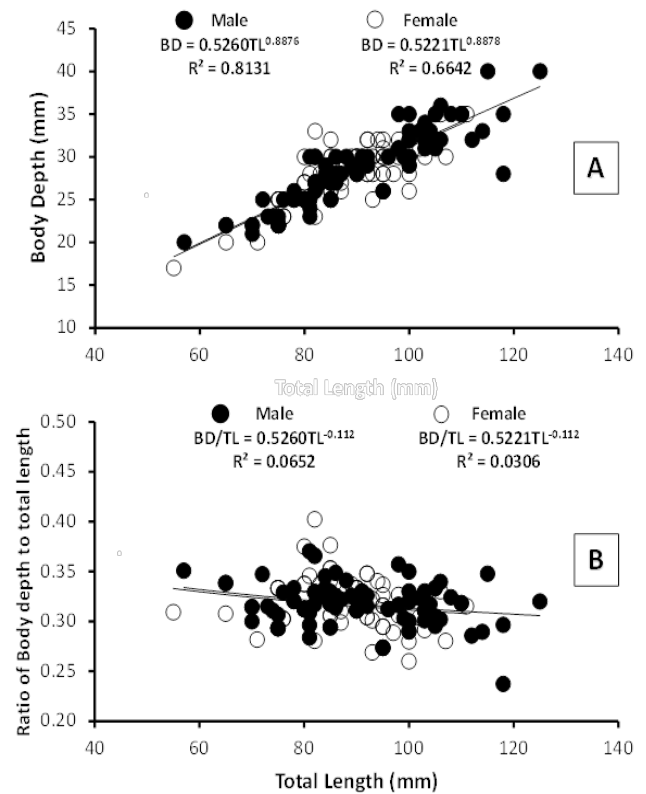 Male Female
BD = 0.5260TL^0.8876 BD = 0.5221TL^0.8878
R² = 0.8131 R² = 0.6642
45
40
35
30
25
20
15
10
Body Depth (mm)
A
40 60 80 100 120 140
Total Length (mm)
Male Female
BD/TL = 0.5260TL^-0.112 BD/TL = 0.5221TL^-0.112
R² = 0.0652 R² = 0.0306
0.50
0.45
0.40
0.35
0.30
0.25
0.20
Ratio of Body depth to total length
B
40 60 80 100 120 140
Total Length (mm)